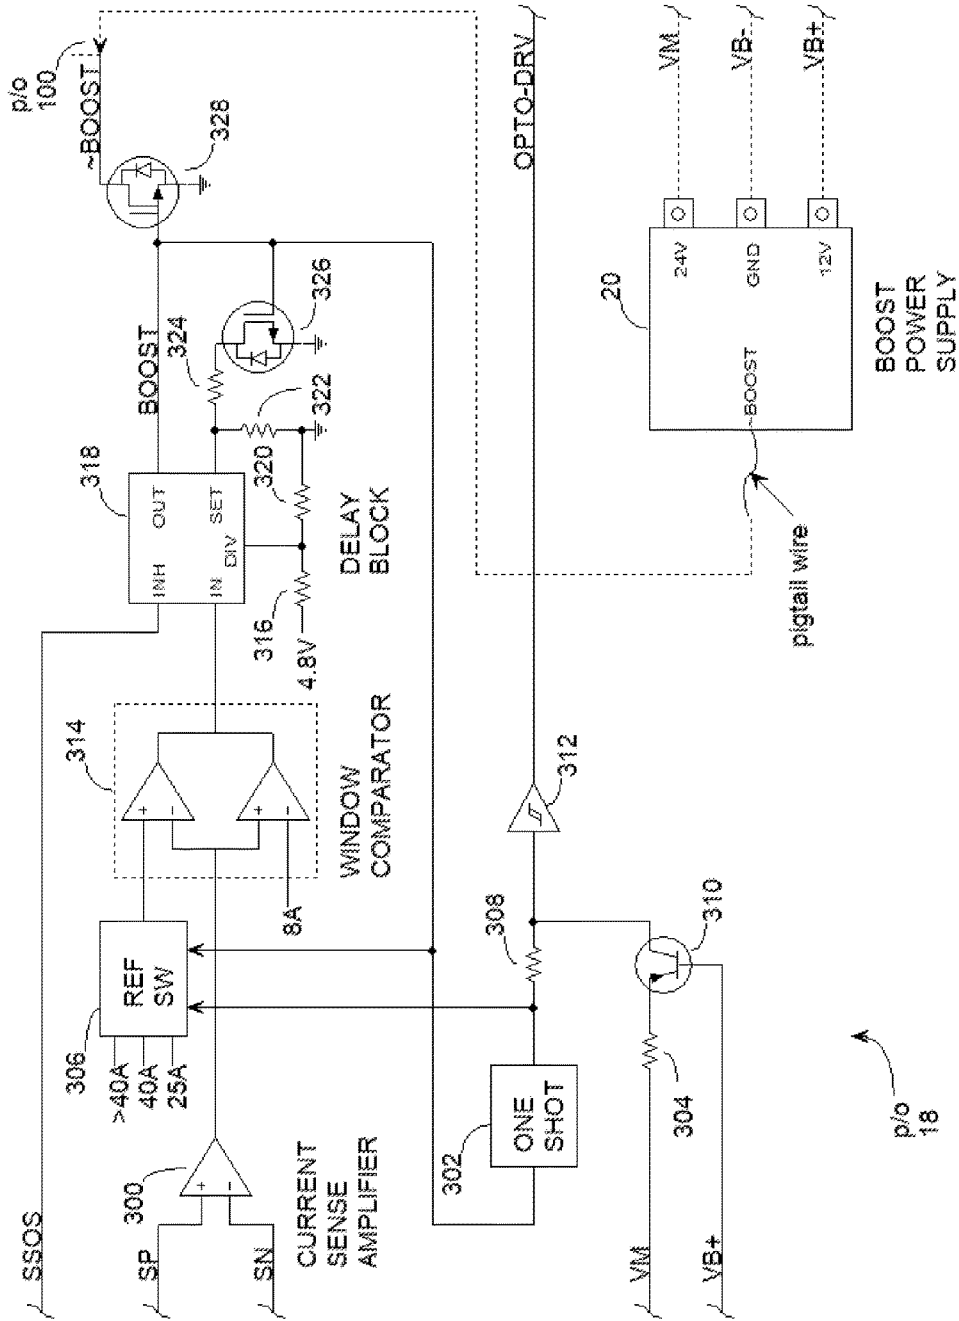 SSOS
SP
SN
300
CURRENT
SENSE
AMPLIFIER
+
−
306
>40A
40A
25A
REF
SW
8A
314
+
−
+
−
WINDOW
COMPARATOR
318
INH
OUT
IN
SET
DIV
316
4.8V
320
322
DELAY
BLOCK
BOOST
324
326
328
~BOOST
p/o
100
302
ONE
SHOT
308
312
OPTO-DRV
VM
VB+
304
310
p/o
18
pigtail wire
20
~BOOST
24V
GND
12V
VM
VB-
VB+
BOOST
POWER
SUPPLY